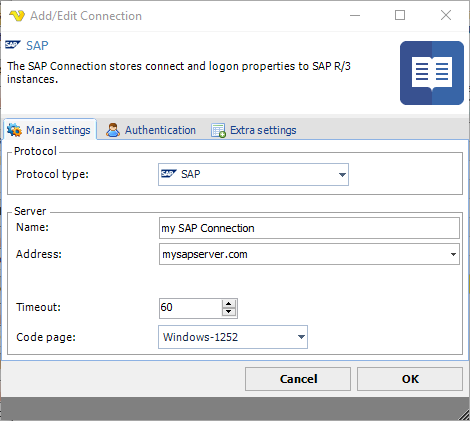 Add/Edit Connection
SAP SAP
The SAP Connection stores connect and logon properties to SAP R/3
instances.
Main settings Authentication Extra settings
Protocol
Protocol type: SAP SAP
Server
Name: my SAP Connection
Address: mysapserver.com
Timeout: 60
Code page: Windows-1252
Cancel OK